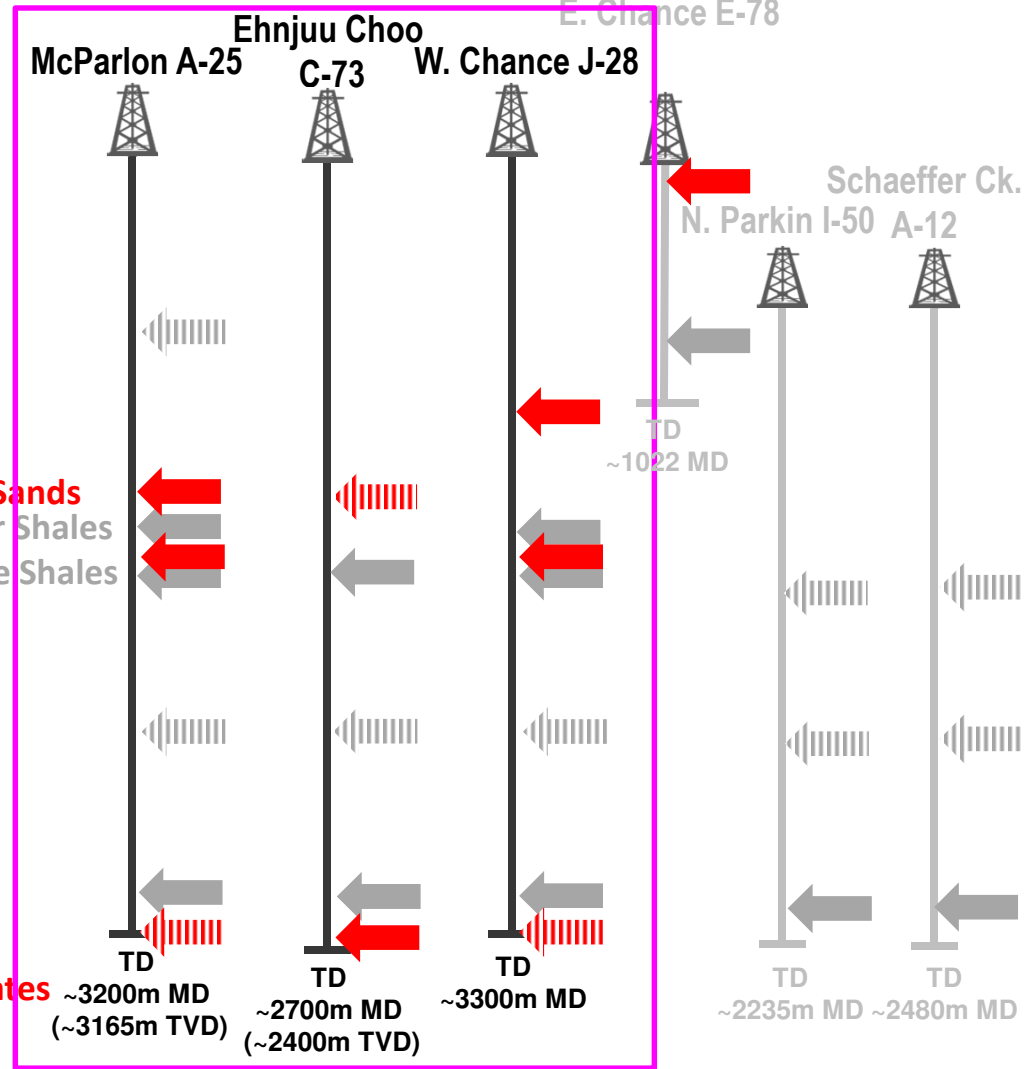 E. Chance E-78
McParlon A-25
Ehnjuu Choo
C-73
W. Chance J-28
Schaeffer Ck.
A-12
N. Parkin I-50
TD
~1022 MD
Sands
r Shales
e Shales
TD
~3200m MD
(~3165m TVD)
TD
~2700m MD
(~2400m TVD)
TD
~3300m MD
TD
~2235m MD
TD
~2480m MD
tes